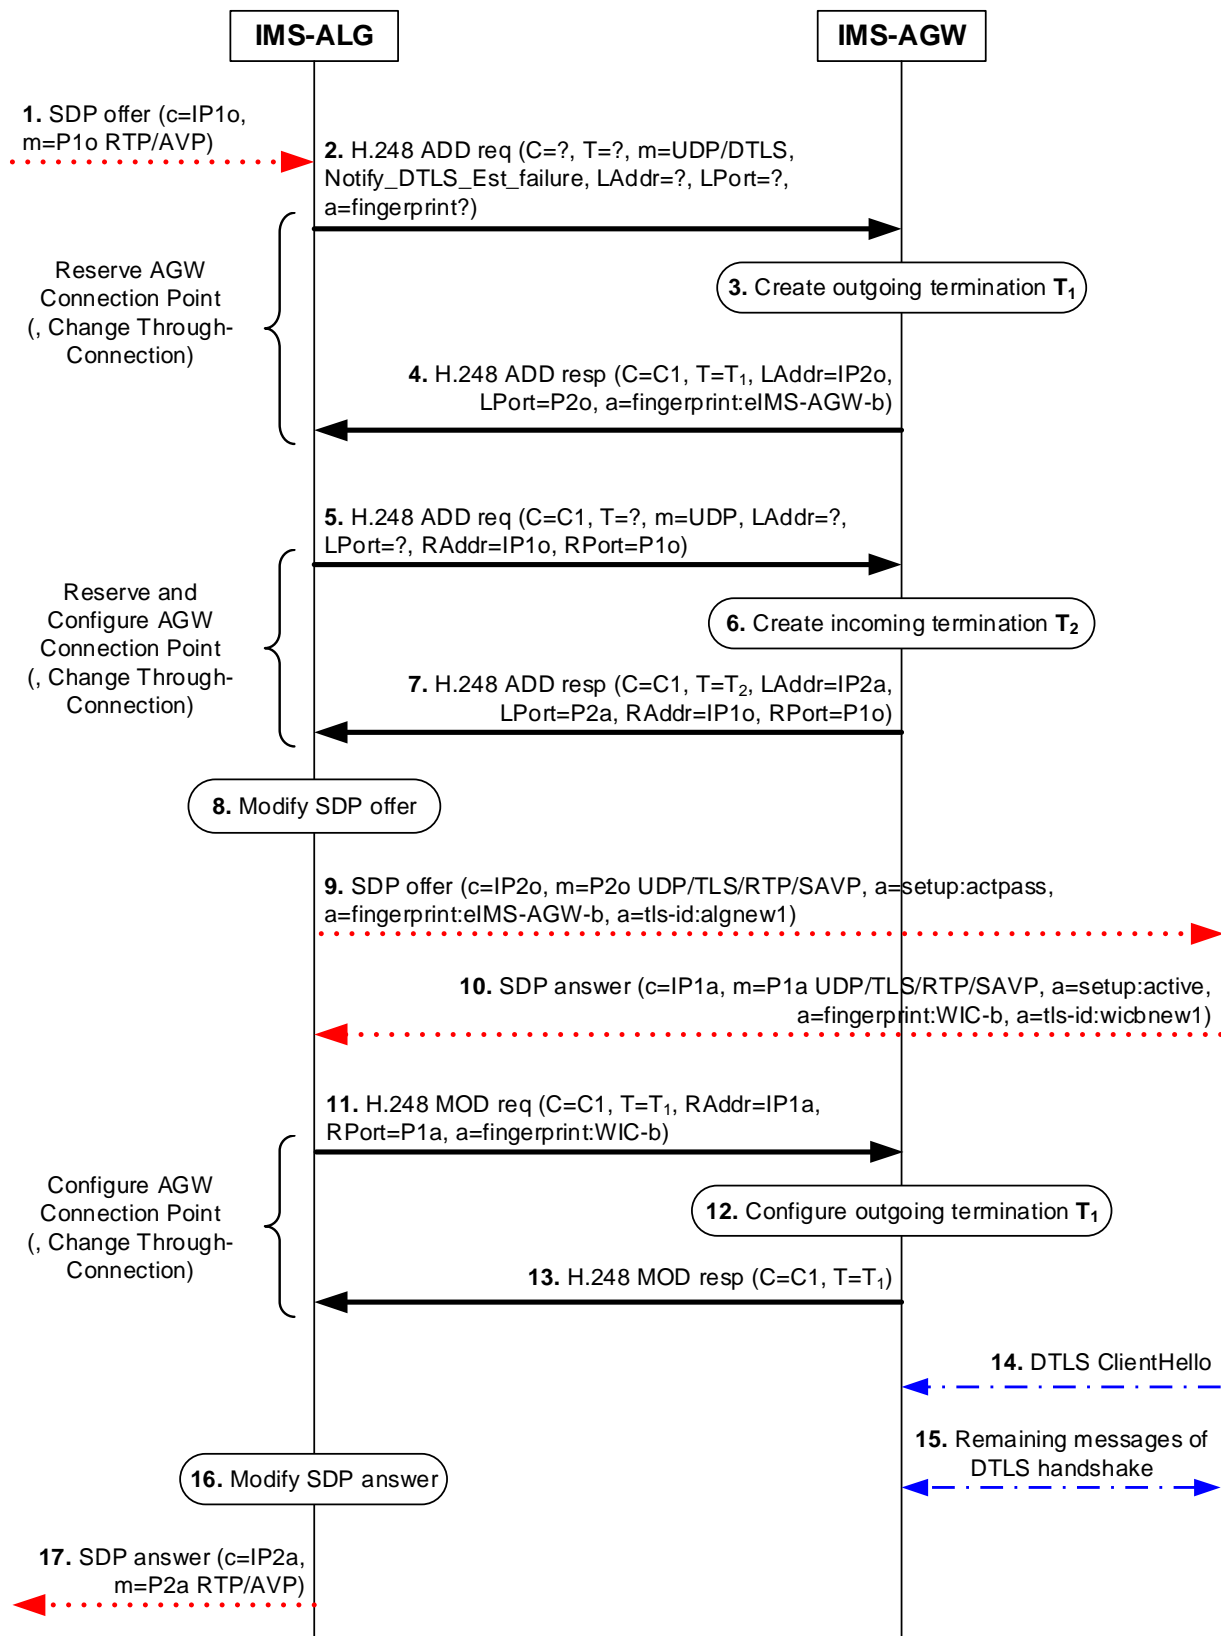 IMS-ALG
IMS-AGW
1. SDP offer (c=IP1o,
m=P1o RTP/AVP)
2. H.248 ADD req (C=?, T=?, m=UDP/DTLS,
Notify_DTLS_Est_failure, LAddr=?, LPort=?,
a=fingerprint?)
Reserve AGW
Connection Point
(, Change Through-
Connection)
3. Create outgoing termination T1
4. H.248 ADD resp (C=C1, T=T1, LAddr=IP2o,
LPort=P2o, a=fingerprint:eIMS-AGW-b)
5. H.248 ADD req (C=C1, T=?, m=UDP, LAddr=?,
LPort=?, RAddr=IP1o, RPort=P1o)
Reserve and
Configure AGW
Connection Point
(, Change Through-
Connection)
6. Create incoming termination T2
7. H.248 ADD resp (C=C1, T=T2, LAddr=IP2a,
LPort=P2a, RAddr=IP1o, RPort=P1o)
8. Modify SDP offer
9. SDP offer (c=IP2o, m=P2o UDP/TLS/RTP/SAVP, a=setup:actpass,
a=fingerprint:eIMS-AGW-b, a=tls-id:algnew1)
10. SDP answer (c=IP1a, m=P1a UDP/TLS/RTP/SAVP, a=setup:active,
a=fingerprint:WIC-b, a=tls-id:wicbnew1)
11. H.248 MOD req (C=C1, T=T1, RAddr=IP1a,
RPort=P1a, a=fingerprint:WIC-b)
Configure AGW
Connection Point
(, Change Through-
Connection)
12. Configure outgoing termination T1
13. H.248 MOD resp (C=C1, T=T1)
14. DTLS ClientHello
15. Remaining messages of
DTLS handshake
16. Modify SDP answer
17. SDP answer (c=IP2a,
m=P2a RTP/AVP)